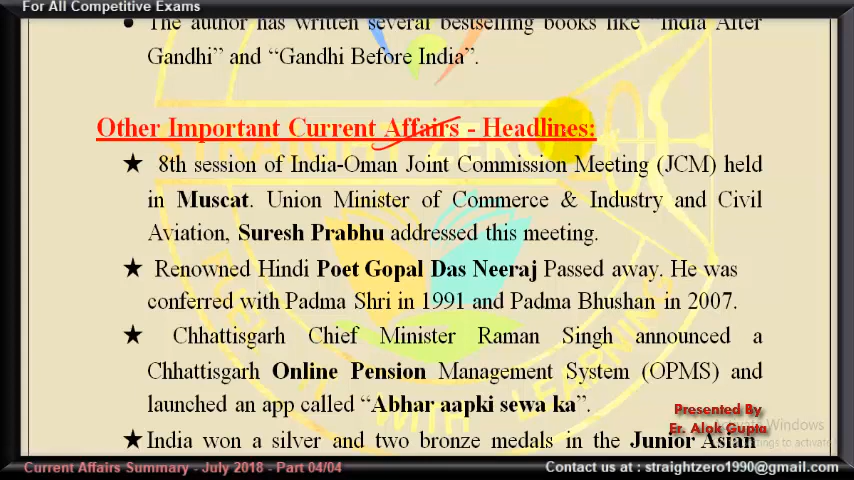 For All Competitive Exams
The author has written several bestselling books like "India After
Gandhi" and "Gandhi Before India".
Other Important Current Affairs - Headlines:
★ 8th session of India-Oman Joint Commission Meeting (JCM) held
in Muscat. Union Minister of Commerce & Industry and Civil
Aviation, Suresh Prabhu addressed this meeting.
★ Renowned Hindi Poet Gopal Das Neeraj Passed away. He was
conferred with Padma Shri in 1991 and Padma Bhushan in 2007.
★ Chhattisgarh Chief Minister Raman Singh announced a
Chhattisgarh Online Pension Management System (OPMS) and
launched an app called "Abhar aapki sewa ka".
Presented By
Er. Alok Gupta
★ India won a silver and two bronze medals in the Junior Asian
Current Affairs Summary - July 2018 - Part 04/04
Contact us at : straightzero1990@gmail.com